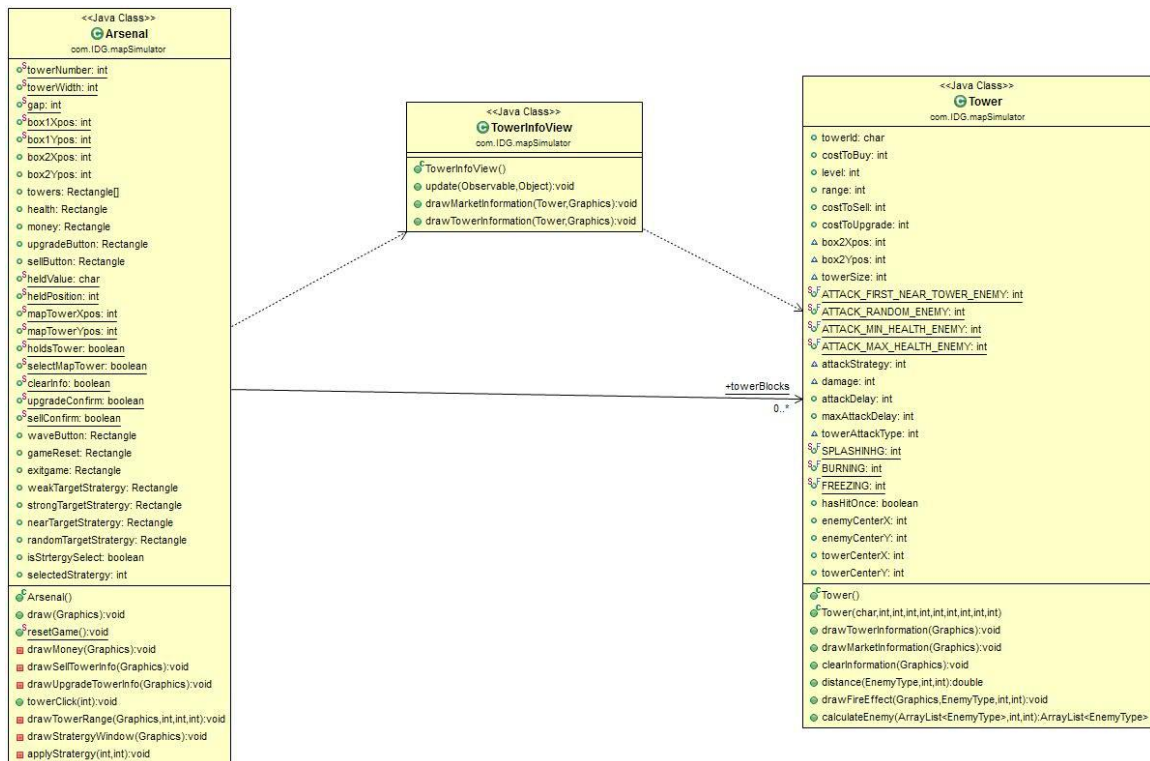 <<Java Class>>
Arsenal
com.IDG.mapSimulator
towerNumber: int
towerWidth: int
gap: int
box1Xpos: int
box1Ypos: int
box2Xpos: int
box2Ypos: int
towers: Rectangle[]
health: Rectangle
money: Rectangle
upgradeButton: Rectangle
sellButton: Rectangle
heldValue: char
heldPosition: int
mapTowerXpos: int
mapTowerYpos: int
holdsTower: boolean
selectMapTower: boolean
clearInfo: boolean
upgradeConfirm: boolean
sellConfirm: boolean
waveButton: Rectangle
gameReset: Rectangle
exitgame: Rectangle
weakTargetStratergy: Rectangle
strongTargetStratergy: Rectangle
nearTargetStratergy: Rectangle
randomTargetStratergy: Rectangle
isStrtergySelect: boolean
selectedStratergy: int
Arsenal()
draw(Graphics):void
resetGame():void
drawMoney(Graphics):void
drawSellTowerInfo(Graphics):void
drawUpgradeTowerInfo(Graphics):void
towerClick(int):void
drawTowerRange(Graphics,int,int,int):void
drawStratergyWindow(Graphics):void
applyStratergy(int,int):void
<<Java Class>>
TowerInfoView
com.IDG.mapSimulator
TowerInfoView()
update(Observable,Object):void
drawMarketInformation(Tower,Graphics):void
drawTowerInformation(Tower,Graphics):void
+towerBlocks
0..*
<<Java Class>>
Tower
com.IDG.mapSimulator
towerId: char
costToBuy: int
level: int
range: int
costToSell: int
costToUpgrade: int
box2Xpos: int
box2Ypos: int
towerSize: int
ATTACK_FIRST_NEAR_TOWER_ENEMY: int
ATTACK_RANDOM_ENEMY: int
ATTACK_MIN_HEALTH_ENEMY: int
ATTACK_MAX_HEALTH_ENEMY: int
attackStrategy: int
damage: int
attackDelay: int
maxAttackDelay: int
towerAttackType: int
SPLASHINHG: int
BURNING: int
FREEZING: int
hasHitOnce: boolean
enemyCenterX: int
enemyCenterY: int
towerCenterX: int
towerCenterY: int
Tower()
Tower(char,int,int,int,int,int,int,int,int,int)
drawTowerInformation(Graphics):void
drawMarketInformation(Graphics):void
clearInformation(Graphics):void
distance(EnemyType,int,int):double
drawFireEffect(Graphics,EnemyType,int,int):void
calculateEnemy(ArrayList<EnemyType>,int,int):ArrayList<EnemyType>